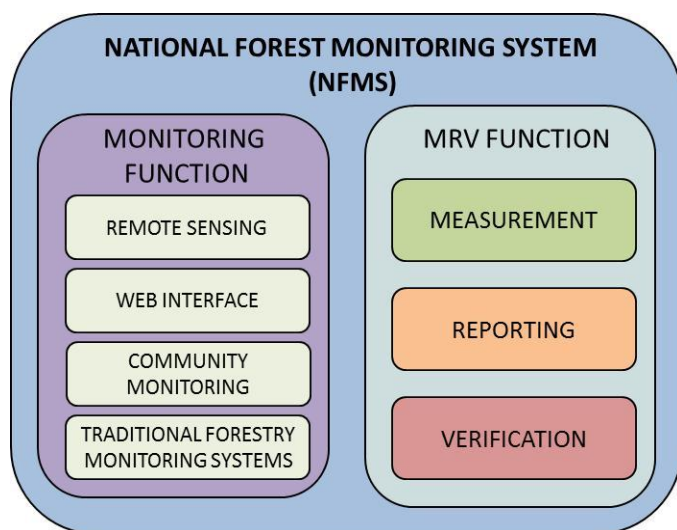 NATIONAL FOREST MONITORING SYSTEM
(NFMS)
MONITORING
FUNCTION
REMOTE SENSING
WEB INTERFACE
COMMUNITY
MONITORING
TRADITIONAL FORESTRY
MONITORING SYSTEMS
MRV FUNCTION
MEASUREMENT
REPORTING
VERIFICATION